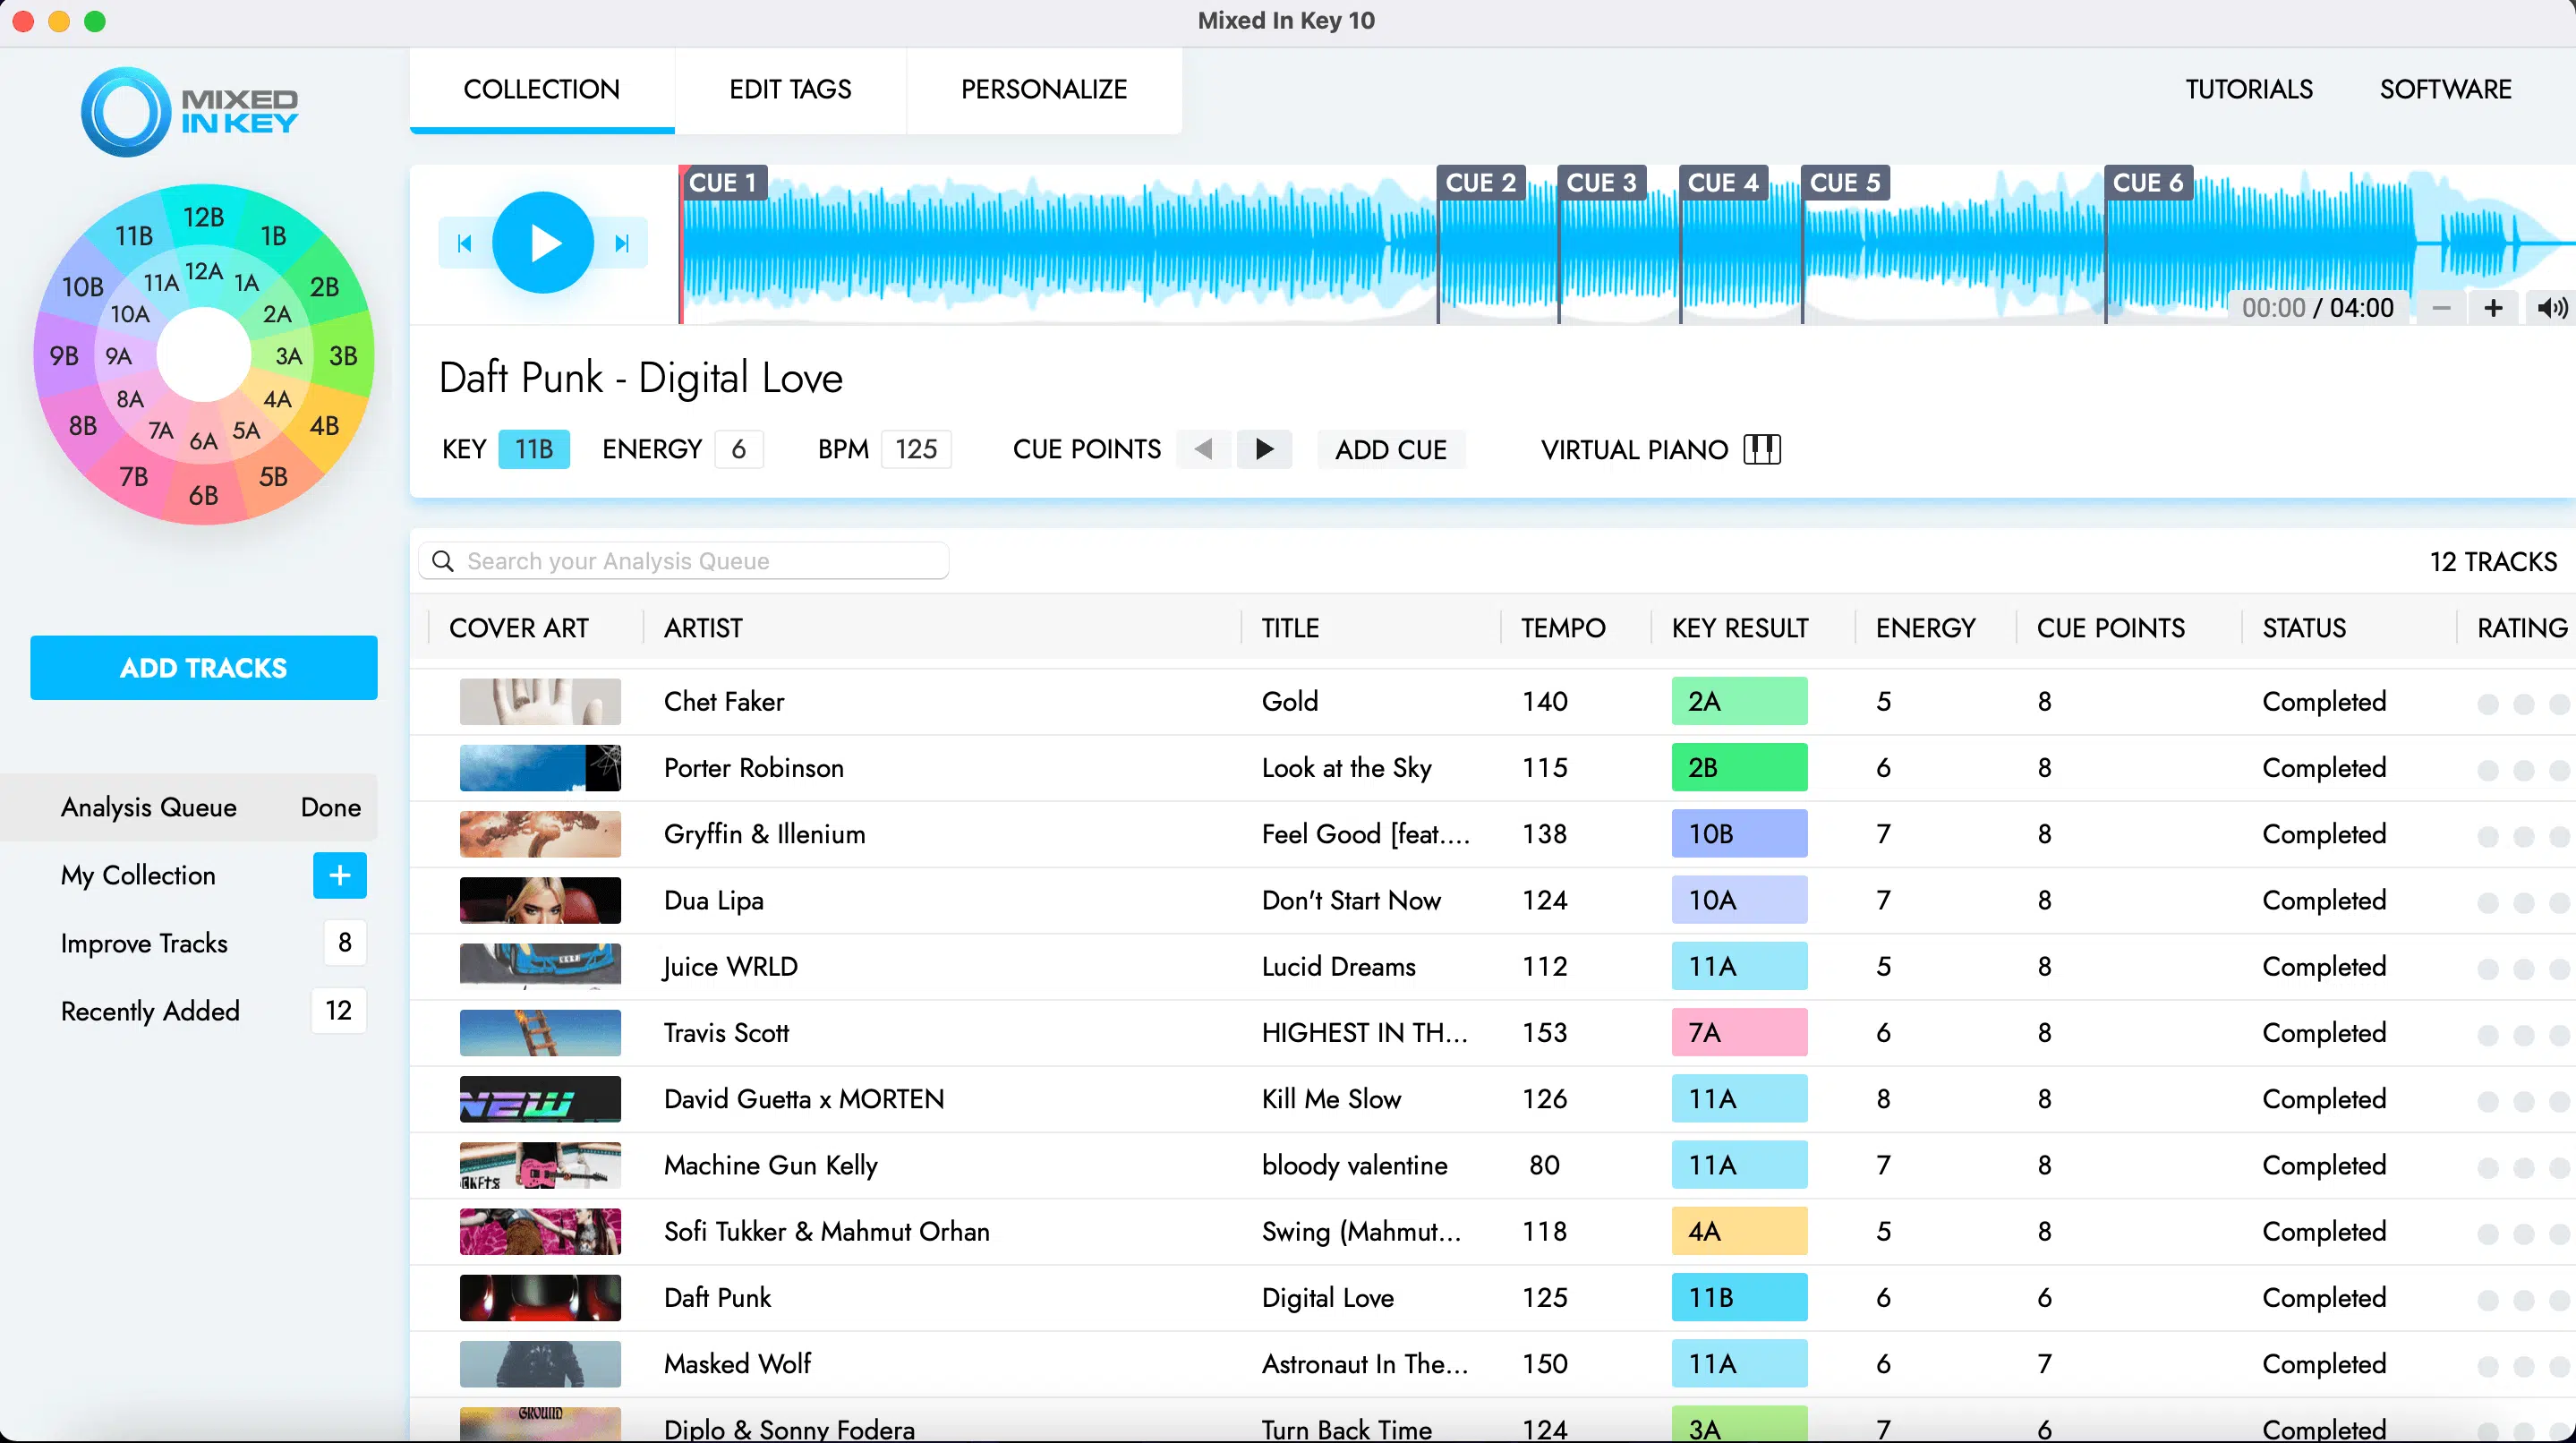 Mixed In Key 10
MIXED
IN KEY
COLLECTION
EDIT TAGS
PERSONALIZE
TUTORIALS
SOFTWARE
12B
1B
2B
3B
4B
5B
6B
7B
8B
9B
10B
11B
12A
1A
2A
3A
4A
5A
6A
7A
8A
9A
10A
11A
CUE 1
CUE 2
CUE 3
CUE 4
CUE 5
CUE 6
00:00 / 04:00
Daft Punk - Digital Love
KEY 11B ENERGY 6 BPM 125 CUE POINTS ADD CUE VIRTUAL PIANO
ADD TRACKS
Analysis Queue Done
My Collection +
Improve Tracks 8
Recently Added 12
Search your Analysis Queue
12 TRACKS
COVER ART ARTIST TITLE TEMPO KEY RESULT ENERGY CUE POINTS STATUS RATING
Chet Faker Gold 140 2A 5 8 Completed
Porter Robinson Look at the Sky 115 2B 6 8 Completed
Gryffin & Illenium Feel Good [feat.... 138 10B 7 8 Completed
Dua Lipa Don't Start Now 124 10A 7 8 Completed
Juice WRLD Lucid Dreams 112 11A 5 8 Completed
Travis Scott HIGHEST IN TH... 153 7A 6 8 Completed
NEW
David Guetta x MORTEN Kill Me Slow 126 11A 8 8 Completed
Machine Gun Kelly bloody valentine 80 11A 7 8 Completed
Sofi Tukker & Mahmut Orhan Swing (Mahmut... 118 4A 5 8 Completed
Daft Punk Digital Love 125 11B 6 6 Completed
Masked Wolf Astronaut In The... 150 11A 6 7 Completed
GROUND
Diplo & Sonny Fodera Turn Back Time 124 3A 7 6 Completed